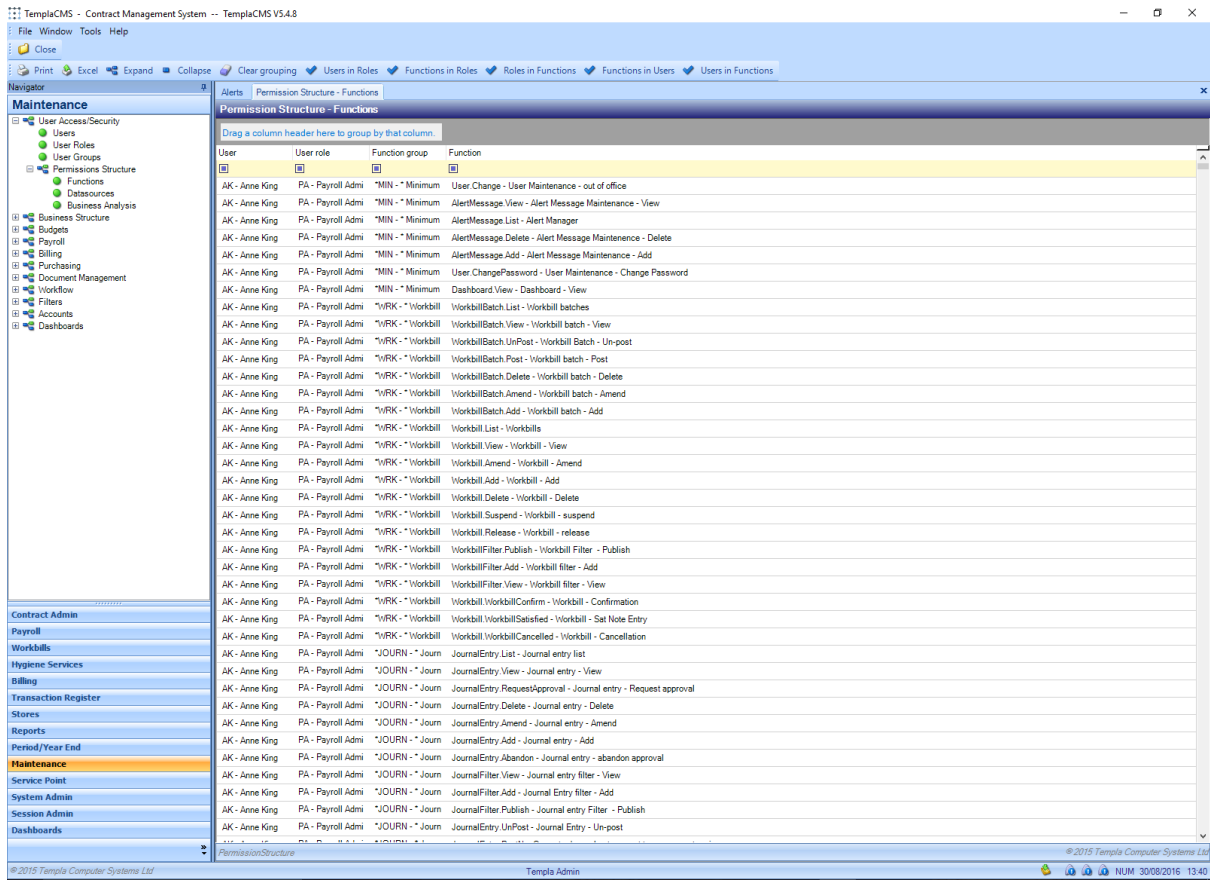 TemplaCMS - Contract Management System -- TemplaCMS V5.4.8
File Window Tools Help
Close
Print Excel Expand Collapse Clear grouping Users in Roles Functions in Roles Roles in Functions Functions in Users Users in Functions
Navigator
Maintenance
User Access/Security
Users
User Roles
User Groups
Permissions Structure
Functions
Datasources
Business Analysis
Business Structure
Budgets
Payroll
Billing
Purchasing
Document Management
Workflow
Filters
Accounts
Dashboards
Contract Admin
Payroll
Workbills
Hygiene Services
Billing
Transaction Register
Stores
Reports
Period/Year End
Maintenance
Service Point
System Admin
Session Admin
Dashboards
Alerts Permission Structure - Functions
Permission Structure - Functions
Drag a column header here to group by that column.
User User role Function group Function
AK - Anne King PA - Payroll Admi *MIN - * Minimum User.Change - User Maintenance - out of office
AK - Anne King PA - Payroll Admi *MIN - * Minimum AlertMessage.View - Alert Message Maintenance - View
AK - Anne King PA - Payroll Admi *MIN - * Minimum AlertMessage.List - Alert Manager
AK - Anne King PA - Payroll Admi *MIN - * Minimum AlertMessage.Delete - Alert Message Maintenence - Delete
AK - Anne King PA - Payroll Admi *MIN - * Minimum AlertMessage.Add - Alert Message Maintenance - Add
AK - Anne King PA - Payroll Admi *MIN - * Minimum User.ChangePassword - User Maintenance - Change Password
AK - Anne King PA - Payroll Admi *MIN - * Minimum Dashboard.View - Dashboard - View
AK - Anne King PA - Payroll Admi *WRK - * Workbill WorkbillBatch.List - Workbill batches
AK - Anne King PA - Payroll Admi *WRK - * Workbill WorkbillBatch.View - Workbill batch - View
AK - Anne King PA - Payroll Admi *WRK - * Workbill WorkbillBatch.UnPost - Workbill Batch - Un-post
AK - Anne King PA - Payroll Admi *WRK - * Workbill WorkbillBatch.Post - Workbill batch - Post
AK - Anne King PA - Payroll Admi *WRK - * Workbill WorkbillBatch.Delete - Workbill batch - Delete
AK - Anne King PA - Payroll Admi *WRK - * Workbill WorkbillBatch.Amend - Workbill batch - Amend
AK - Anne King PA - Payroll Admi *WRK - * Workbill WorkbillBatch.Add - Workbill batch - Add
AK - Anne King PA - Payroll Admi *WRK - * Workbill Workbill.List - Workbills
AK - Anne King PA - Payroll Admi *WRK - * Workbill Workbill.View - Workbill - View
AK - Anne King PA - Payroll Admi *WRK - * Workbill Workbill.Amend - Workbill - Amend
AK - Anne King PA - Payroll Admi *WRK - * Workbill Workbill.Add - Workbill - Add
AK - Anne King PA - Payroll Admi *WRK - * Workbill Workbill.Delete - Workbill - Delete
AK - Anne King PA - Payroll Admi *WRK - * Workbill Workbill.Suspend - Workbill - suspend
AK - Anne King PA - Payroll Admi *WRK - * Workbill Workbill.Release - Workbill - release
AK - Anne King PA - Payroll Admi *WRK - * Workbill WorkbillFilter.Publish - Workbill Filter - Publish
AK - Anne King PA - Payroll Admi *WRK - * Workbill WorkbillFilter.Add - Workbill filter - Add
AK - Anne King PA - Payroll Admi *WRK - * Workbill WorkbillFilter.View - Workbill filter - View
AK - Anne King PA - Payroll Admi *WRK - * Workbill Workbill.WorkbillConfirm - Workbill - Confirmation
AK - Anne King PA - Payroll Admi *WRK - * Workbill Workbill.WorkbillSatisfied - Workbill - Sat Note Entry
AK - Anne King PA - Payroll Admi *WRK - * Workbill Workbill.WorkbillCancelled - Workbill - Cancellation
AK - Anne King PA - Payroll Admi *JOURN - * Journ JournalEntry.List - Journal entry list
AK - Anne King PA - Payroll Admi *JOURN - * Journ JournalEntry.View - Journal entry - View
AK - Anne King PA - Payroll Admi *JOURN - * Journ JournalEntry.RequestApproval - Journal entry - Request approval
AK - Anne King PA - Payroll Admi *JOURN - * Journ JournalEntry.Delete - Journal entry - Delete
AK - Anne King PA - Payroll Admi *JOURN - * Journ JournalEntry.Amend - Journal entry - Amend
AK - Anne King PA - Payroll Admi *JOURN - * Journ JournalEntry.Add - Journal entry - Add
AK - Anne King PA - Payroll Admi *JOURN - * Journ JournalEntry.Abandon - Journal entry - abandon approval
AK - Anne King PA - Payroll Admi *JOURN - * Journ JournalFilter.View - Journal entry filter - View
AK - Anne King PA - Payroll Admi *JOURN - * Journ JournalFilter.Add - Journal Entry filter - Add
AK - Anne King PA - Payroll Admi *JOURN - * Journ JournalFilter.Publish - Journal entry Filter - Publish
AK - Anne King PA - Payroll Admi *JOURN - * Journ JournalEntry.UnPost - Journal Entry - Un-post
PermissionStructure © 2015 Templa Computer Systems Ltd
© 2015 Templa Computer Systems Ltd Templa Admin NUM 30/08/2016 13:40